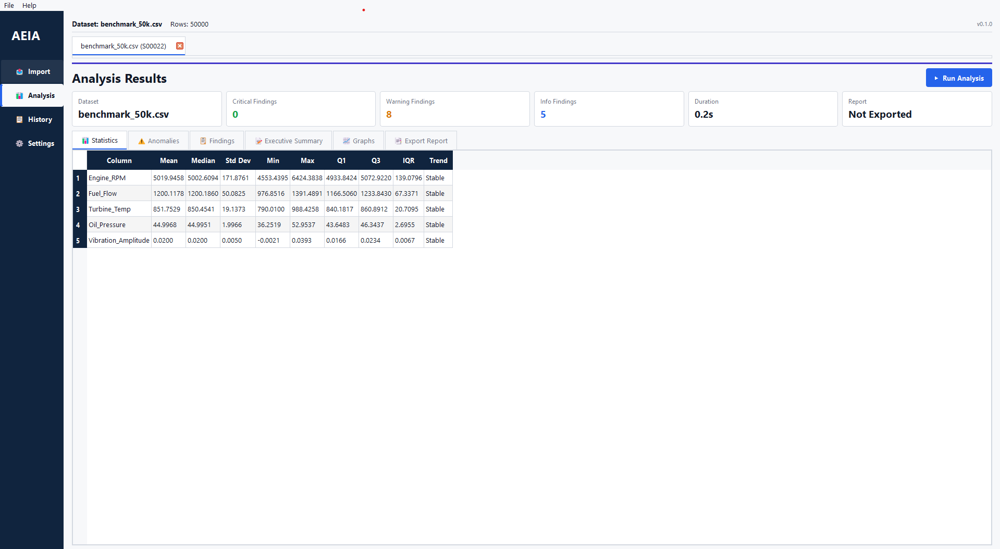 File Help
AEIA
Import
Analysis
History
Settings
Dataset: benchmark_50k.csv Rows: 50000
v0.1.0
benchmark_50k.csv (S00022)
Analysis Results
Run Analysis
Dataset
benchmark_50k.csv
Critical Findings
0
Warning Findings
8
Info Findings
5
Duration
0.2s
Report
Not Exported
Statistics Anomalies Findings Executive Summary Graphs Export Report
Column Mean Median Std Dev Min Max Q1 Q3 IQR Trend
1 Engine_RPM 5019.9458 5002.6094 171.8761 4553.4395 6424.3838 4933.8424 5072.9220 139.0796 Stable
2 Fuel_Flow 1200.1178 1200.1860 50.0825 976.8516 1391.4891 1166.5060 1233.8430 67.3371 Stable
3 Turbine_Temp 851.7529 850.4541 19.1373 790.0100 988.4258 840.1817 860.8912 20.7095 Stable
4 Oil_Pressure 44.9968 44.9951 1.9966 36.2519 52.9537 43.6483 46.3437 2.6955 Stable
5 Vibration_Amplitude 0.0200 0.0200 0.0050 -0.0021 0.0393 0.0166 0.0234 0.0067 Stable